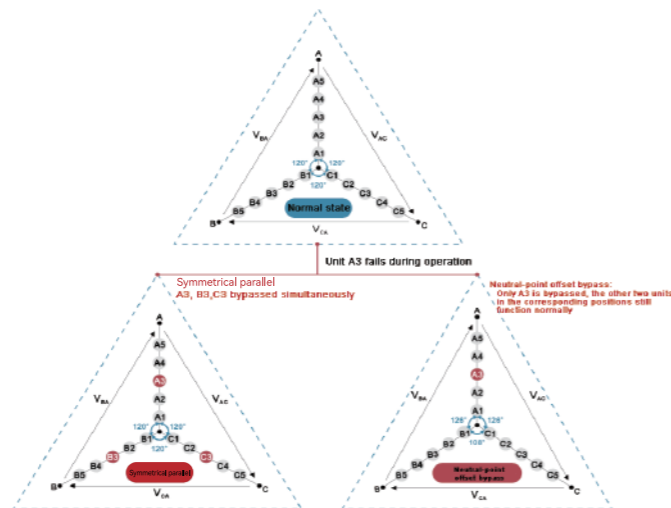 A
A5
A4
A3
A2
A1
V_BA
V_AC
120° 120°
B1 C1
120°
B2 C2
B3 C3
B4 C4
B5 C5
Normal state
B C
V_CA
Unit A3 fails during operation
Symmetrical parallel
A3, B3,C3 bypassed simultaneously
Neutral-point offset bypass:
Only A3 is bypassed, the other two units
in the corresponding positions still
function normally
A
A5
A4
A3
A2
A1
V_BA
V_AC
120° 120°
B1 C1
120°
B2 C2
B3 C3
B4 C4
B5 C5
Symmetrical parallel
B C
V_CA
A
A5
A4
A3
A2
A1
V_BA
V_AC
126° 126°
B1 C1
B2 C2
B3 C3
B4 C4
B5 C5
Neutral-point
offset bypass
B C
V_CA